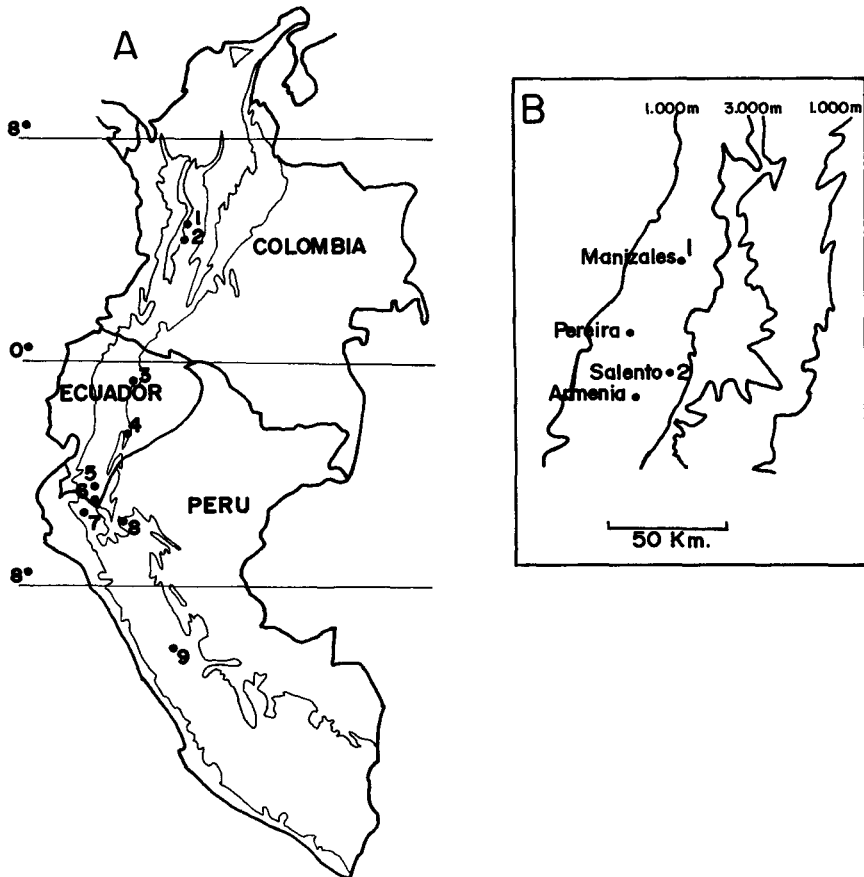 A
8°
1
2
COLOMBIA
0°
3
ECUADOR
4
5
6
7
8
PERU
8°
9
B
1.000m 3.000m 1.000m
Manizales 1
Pereira
Salento 2
Armenia
50 Km.